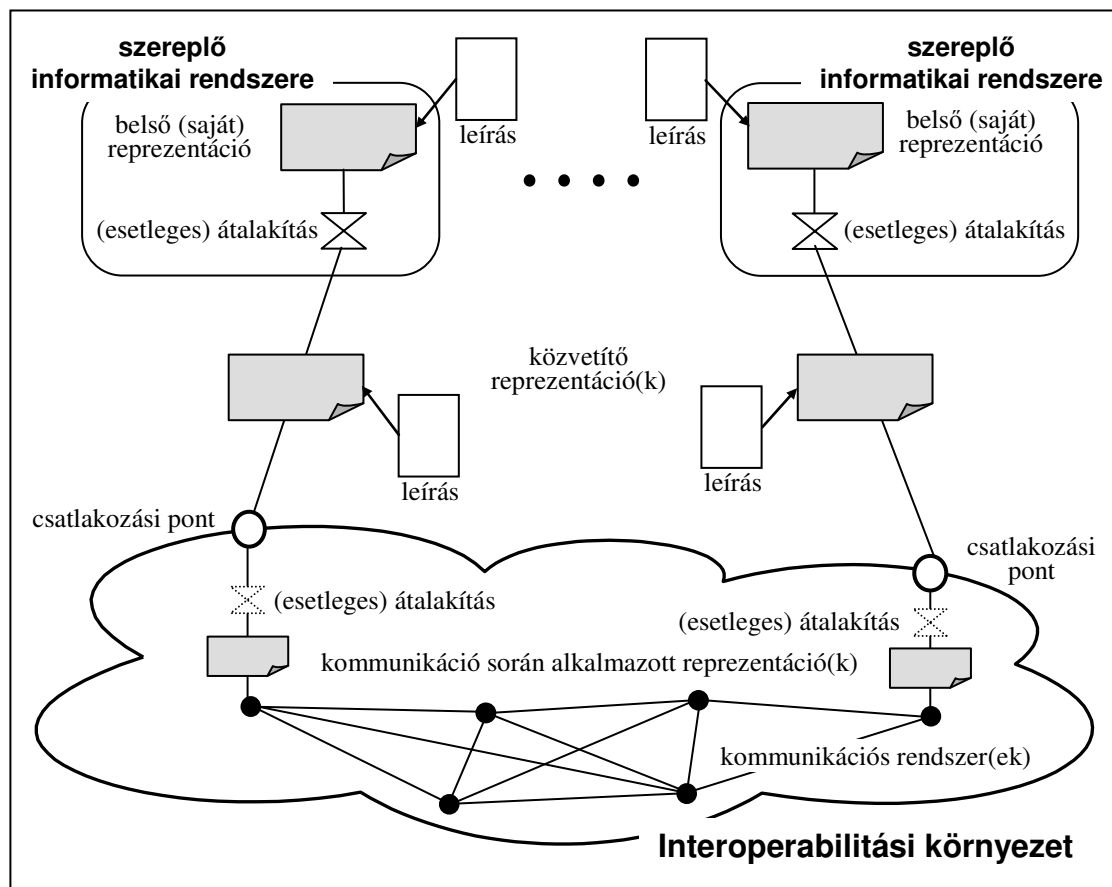 szereplő
informatikai rendszere
szereplő
informatikai rendszere
belső (saját)
reprezentáció
leírás
leírás
belső (saját)
reprezentáció
(esetleges) átalakítás
(esetleges) átalakítás
közvetítő
reprezentáció(k)
leírás
leírás
csatlakozási pont
csatlakozási
pont
(esetleges) átalakítás
(esetleges) átalakítás
kommunikáció során alkalmazott reprezentáció(k)
kommunikációs rendszer(ek)
Interoperabilitási környezet